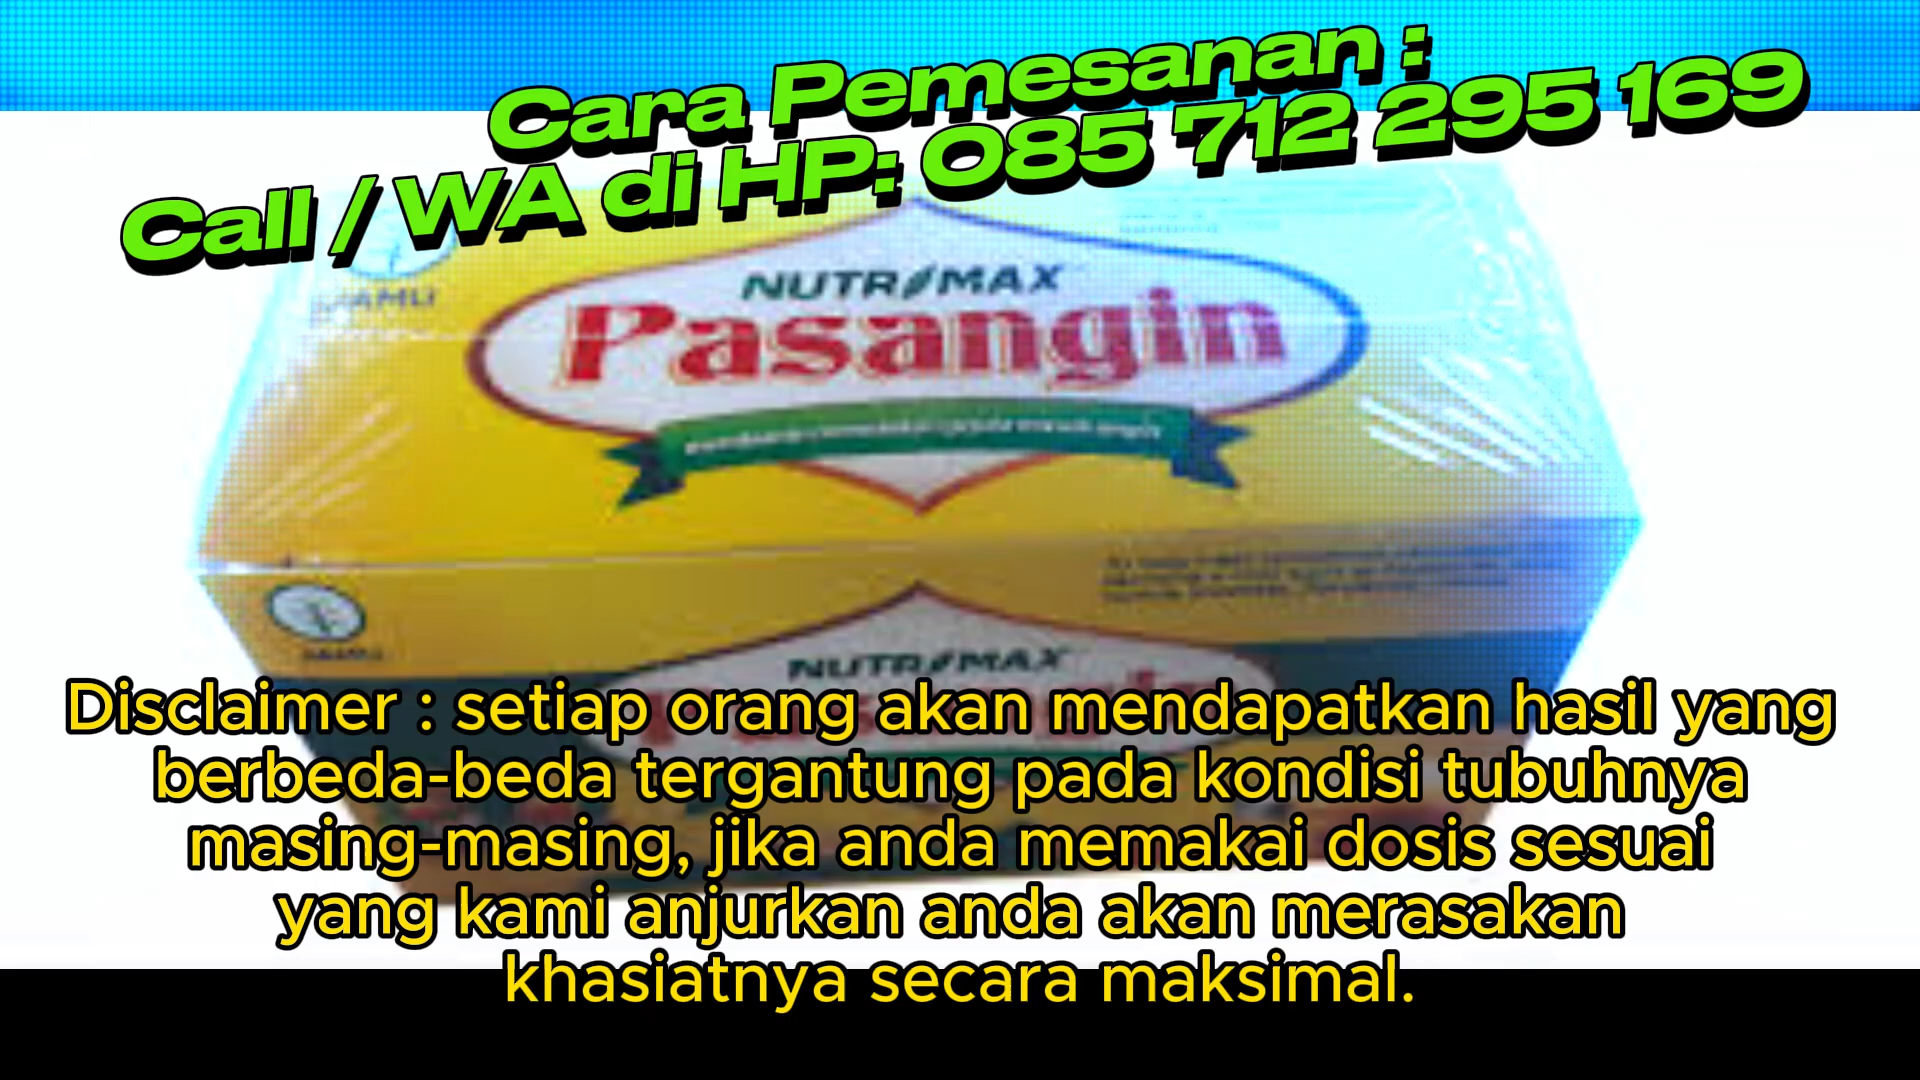 Cara Pemesanan :
Call / WA di HP: 085 712 295 169
JAMU
NUTRIMAX
Pasangin
NUTRIMAX
Disclaimer : setiap orang akan mendapatkan hasil yang
berbeda-beda tergantung pada kondisi tubuhnya
masing-masing, jika anda memakai dosis sesuai
yang kami anjurkan anda akan merasakan
khasiatnya secara maksimal.